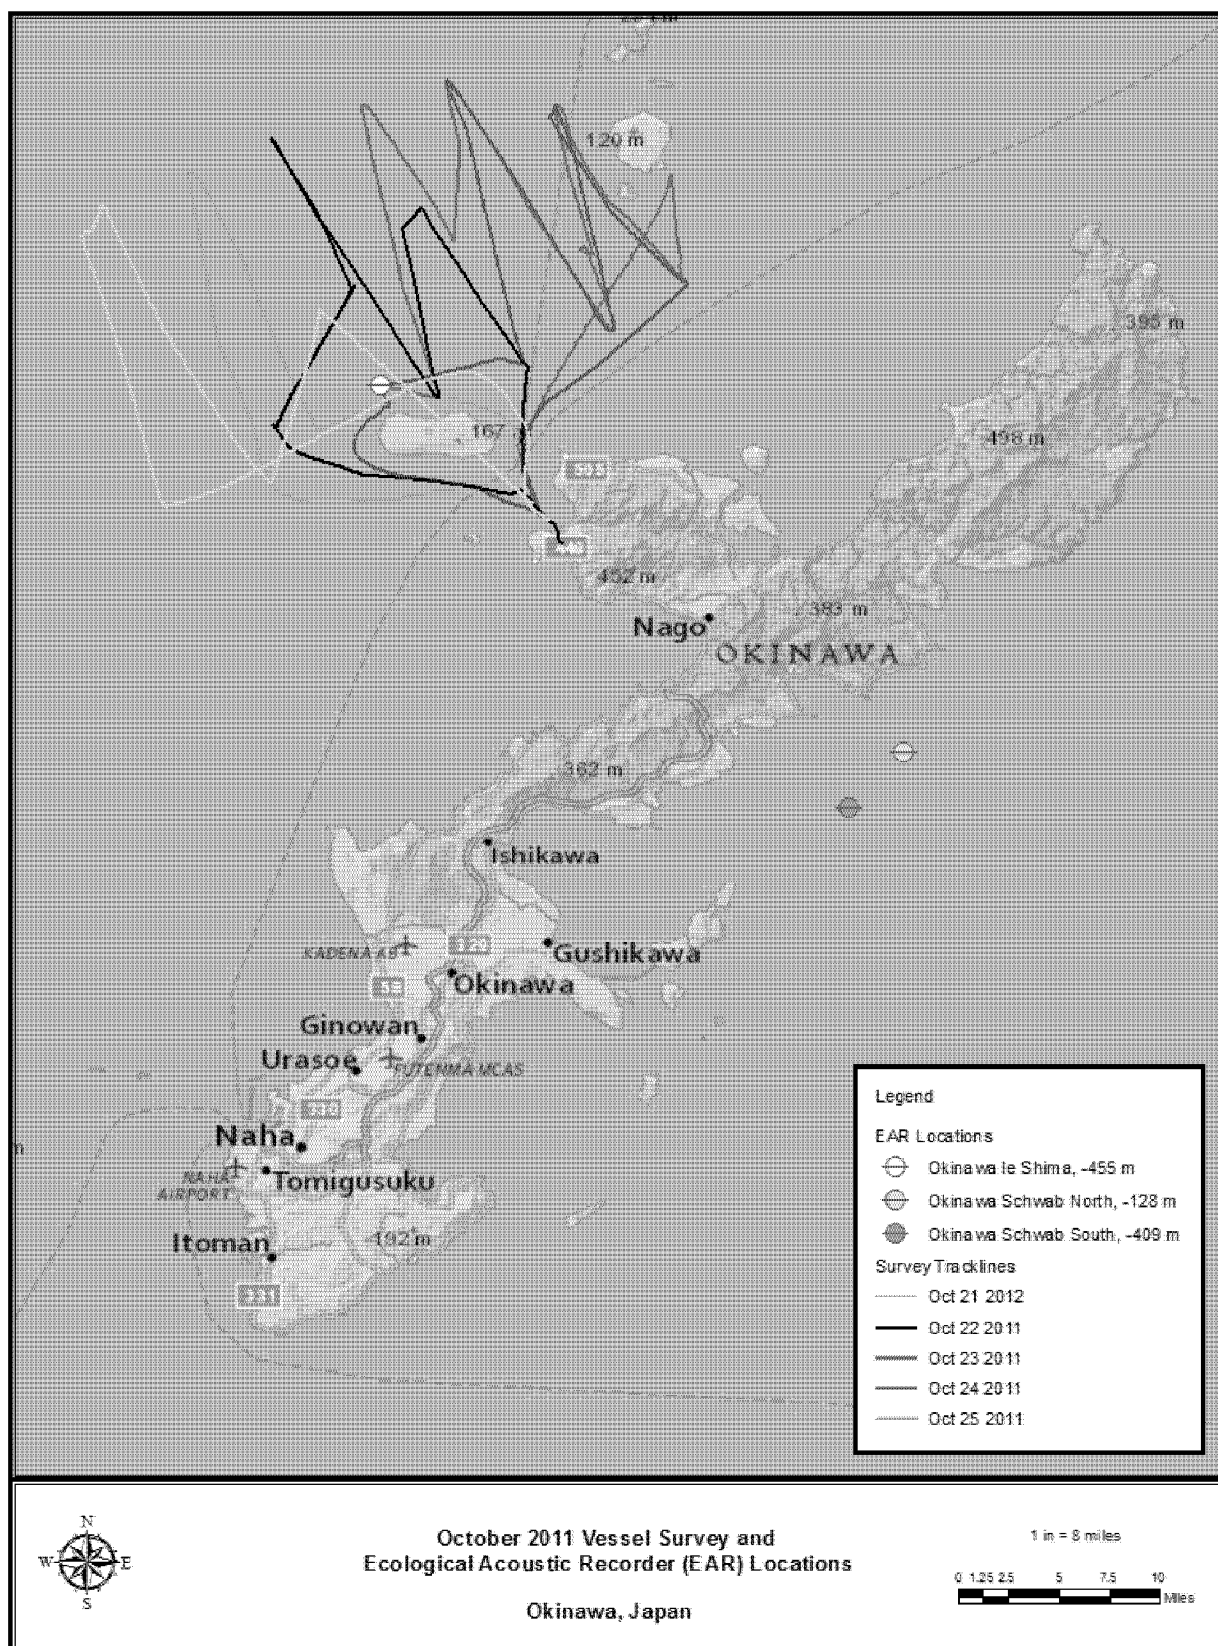 120 m
395 m
167
498 m
452 m
383 m
Nago
OKINAWA
362 m
Ishikawa
KADENA AB
329
Gushikawa
58
Okinawa
Ginowan
Urasoe
FUTENMA MCAS
330
Naha
m
NAHA
AIRPORT
Tomigusuku
Itoman
192 m
331
Legend
EAR Locations
Okinawa Ie Shima, -455 m
Okinawa Schwab North, -128 m
Okinawa Schwab South, -409 m
Survey Tracklines
Oct 21 2012
Oct 22 2011
Oct 23 2011
Oct 24 2011
Oct 25 2011
N
W E
S
October 2011 Vessel Survey and
Ecological Acoustic Recorder (EAR) Locations
Okinawa, Japan
1 in = 8 miles
0 1.25 2.5 5 7.5 10
Miles